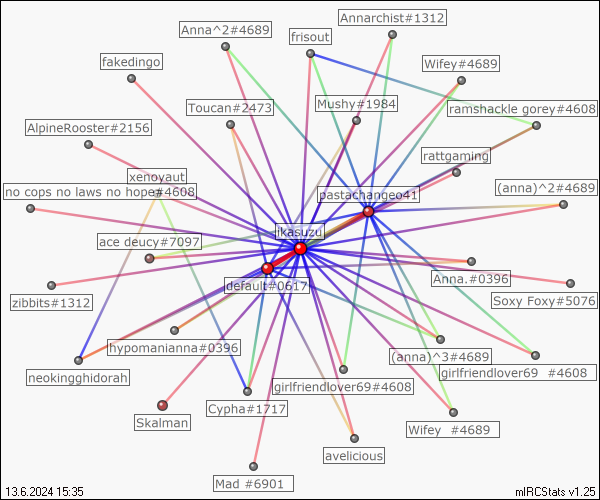 Annarchist#1312
Anna^2#4689
frisout
fakedingo
Wifey#4689
Toucan#2473
Mushy#1984
ramshackle gorey#4608
AlpineRooster#2156
rattgaming
xenoyaut
no cops no laws no hope#4608
pastachangeo41
(anna)^2#4689
likasuzu
ace deucy#7097
default#0617
Anna.#0396
zibbits#1312
Soxy Foxy#5076
hypomanianna#0396
(anna)^3#4689
neokingghidorah
girlfriendlover69 #4608
girlfriendlover69#4608
Cypha#1717
Skalman
Wifey #4689
avelicious
Mad #6901
13.6.2024 15:35
mIRCStats v1.25